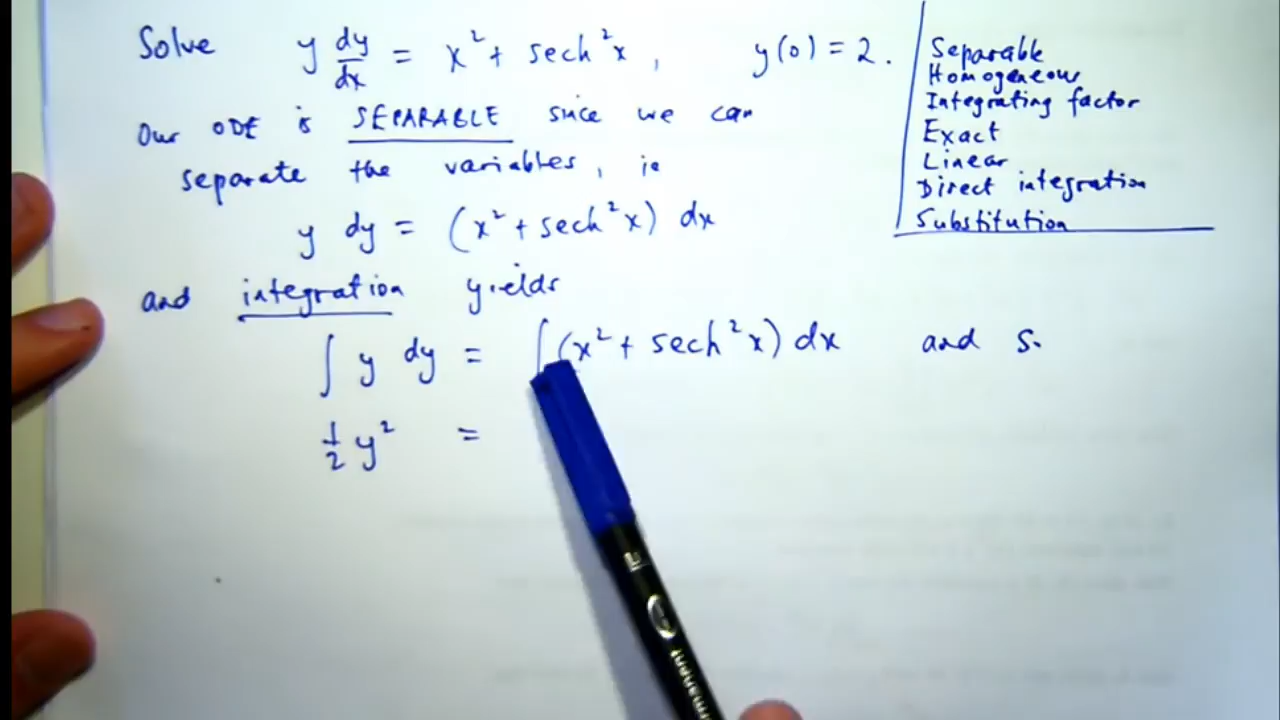 Solve y dy/dx = x² + sech²x, y(0) = 2.
Our ODE is SEPARABLE since we can
separate the variables, ie
y dy = (x² + sech²x) dx
and integration yields
∫ y dy = ∫(x² + sech²x) dx and so
½ y² =
Separable
Homogeneous
Integrating factor
Exact
Linear
Direct integration
Substitution